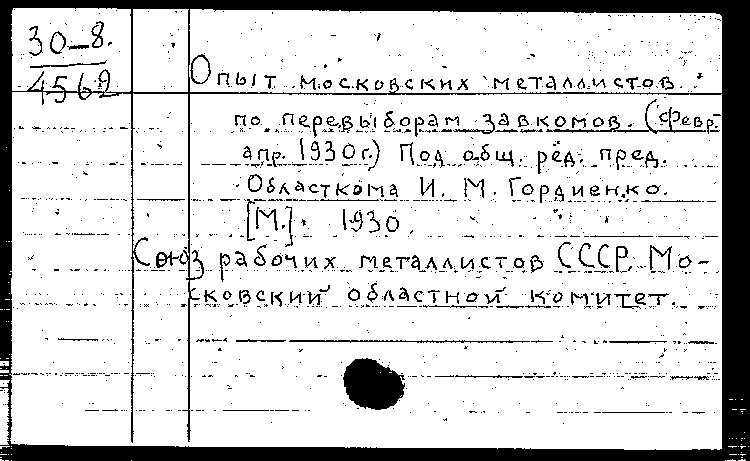 30-8.
4562
Опыт московских металлистов
по перевыборам завкомов. (февр.-
апр. 1930 г.) Под общ. ред. пред.
Областкома И. М. Гордиенко.
[М.]. 1930.
Союз рабочих металлистов СССР. Мо-
сковский областной комитет.